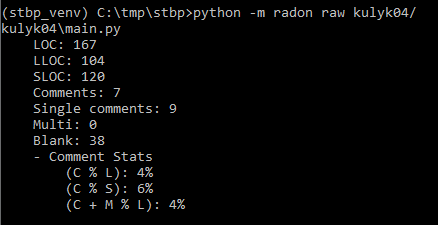 (stbp_venv) C:\tmp\stbp>python -m radon raw kulyk04/
kulyk04\main.py
    LOC: 167
    LLOC: 104
    SLOC: 120
    Comments: 7
    Single comments: 9
    Multi: 0
    Blank: 38
    - Comment Stats
        (C % L): 4%
        (C % S): 6%
        (C + M % L): 4%